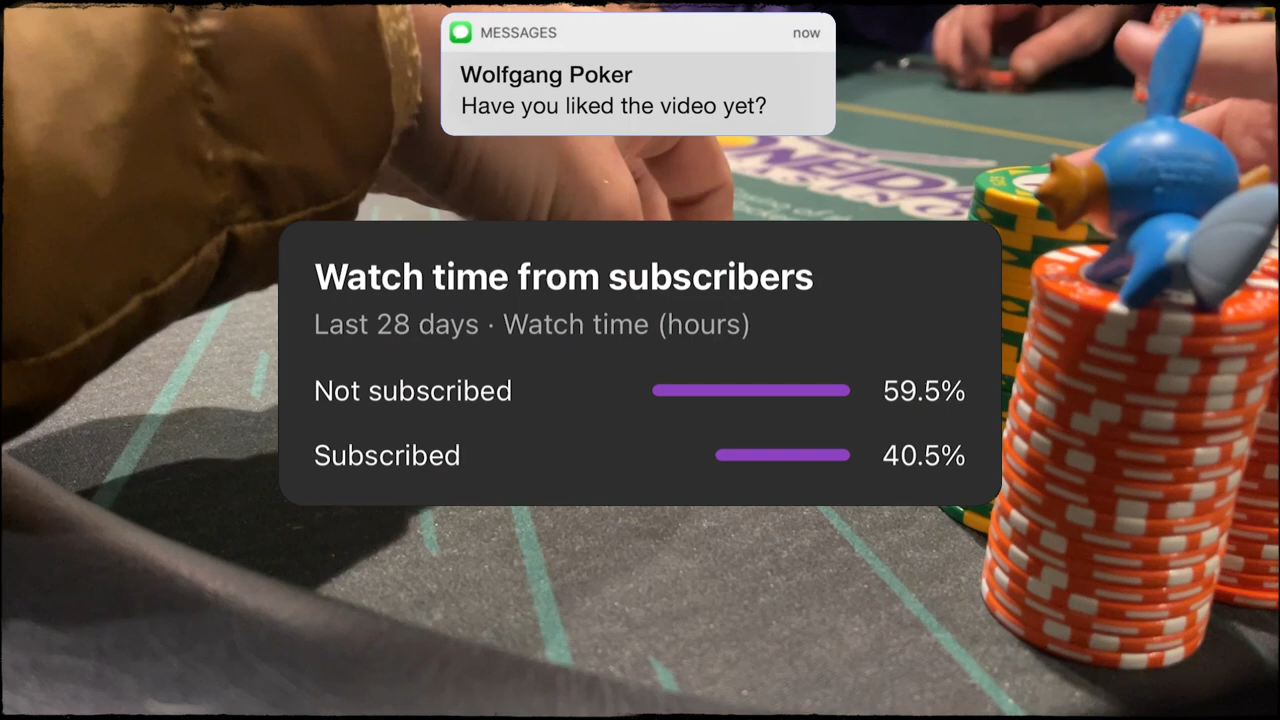 MESSAGES now
Wolfgang Poker
Have you liked the video yet?
ONEIDA
Watch time from subscribers
Last 28 days · Watch time (hours)
Not subscribed 59.5%
Subscribed 40.5%